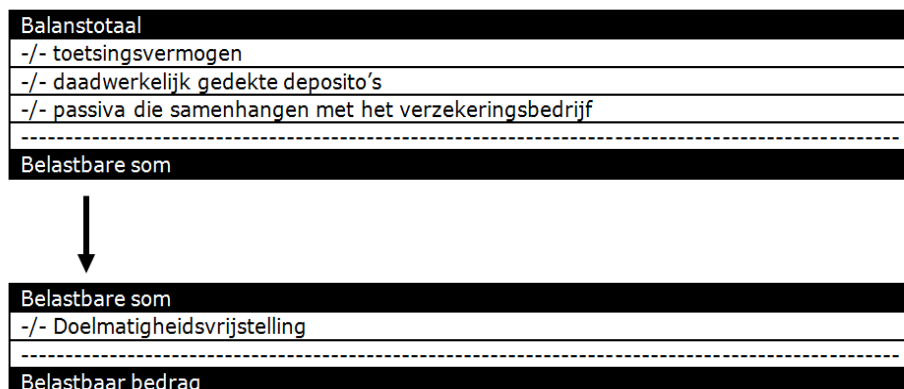 Balanstotaal
-/- toetsingsvermogen
-/- daadwerkelijk gedekte deposito's
-/- passiva die samenhangen met het verzekeringsbedrijf
----------------------------------------------------------------------------------------------------
Belastbare som
Belastbare som
-/- Doelmatigheidsvrijstelling
----------------------------------------------------------------------------------------------------
Belastbaar bedrag